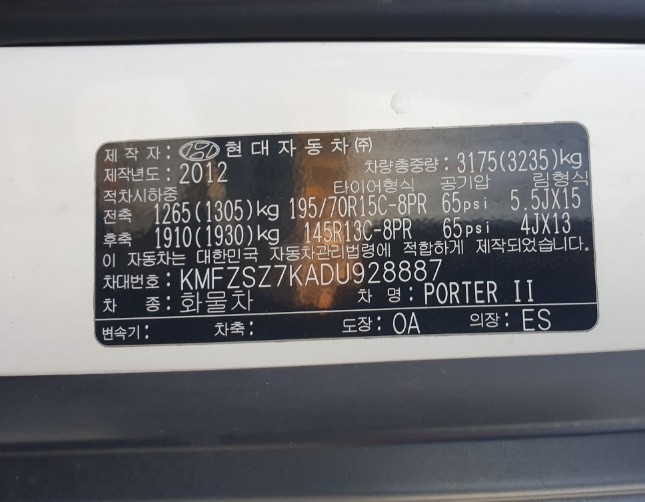 제 작 자: 현대자동차㈜
제작년도: 2012 차량총중량: 3175(3235)kg
적차시하중 타이어형식 공기압 림형식
전축 1265(1305)kg 195/70R15C-8PR 65psi 5.5JX15
후축 1910(1930)kg 145R13C-8PR 65psi 4JX13
이 자동차는 대한민국 자동차관리법령에 적합하게 제작되었음.
차대번호: KMFZSZ7KADU928887
차 종: 화물차 차 명: PORTER II
변속기: 차축: 도장: OA 의장: ES